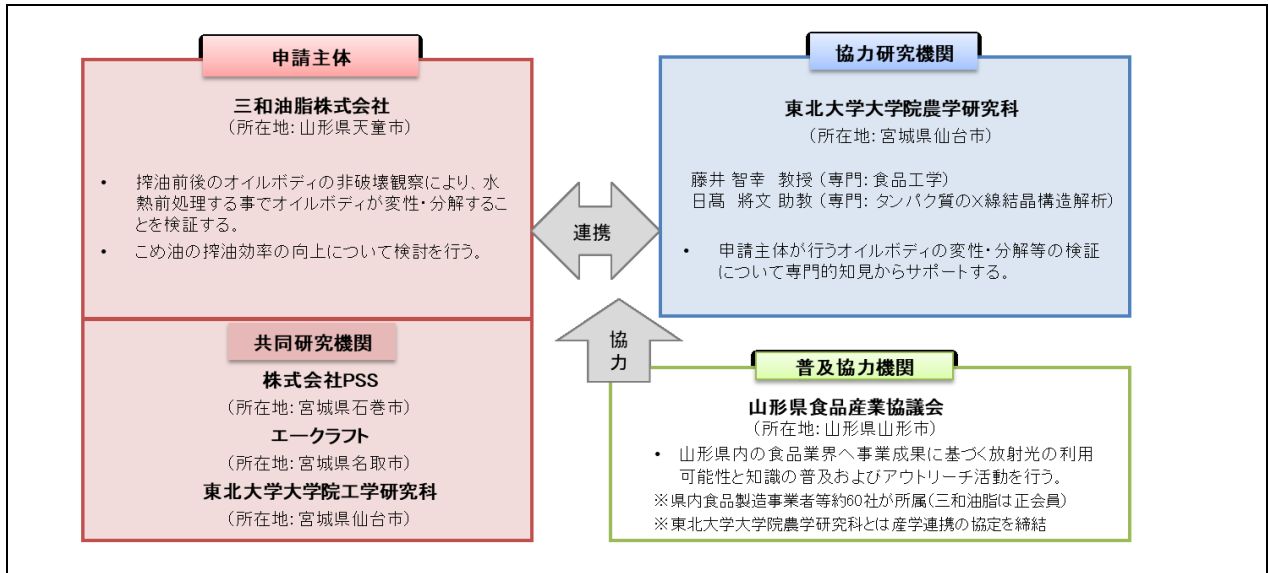 申請主体
三和油脂株式会社
（所在地: 山形県天童市）
• 搾油前後のオイルボディの非破壊観察により、水
熱前処理する事でオイルボディが変性・分解するこ
とを検証する。
• こめ油の搾油効率の向上について検討を行う。
共同研究機関
株式会社PSS
（所在地: 宮城県石巻市）
エークラフト
（所在地: 宮城県名取市）
東北大学大学院工学研究科
（所在地: 宮城県仙台市）
連携
協
力
協力研究機関
東北大学大学院農学研究科
（所在地: 宮城県仙台市）
藤井 智幸 教授 （専門: 食品工学）
日髙 將文 助教 （専門: タンパク質のX線結晶構造解析）
• 申請主体が行うオイルボディの変性・分解等の検証
について専門的知見からサポートする。
普及協力機関
山形県食品産業協議会
（所在地: 山形県山形市）
• 山形県内の食品業界へ事業成果に基づく放射光の利用
可能性と知識の普及およびアウトリーチ活動を行う。
※県内食品製造事業者等約60社が所属（三和油脂は正会員）
※東北大学大学院農学研究科とは産学連携の協定を締結